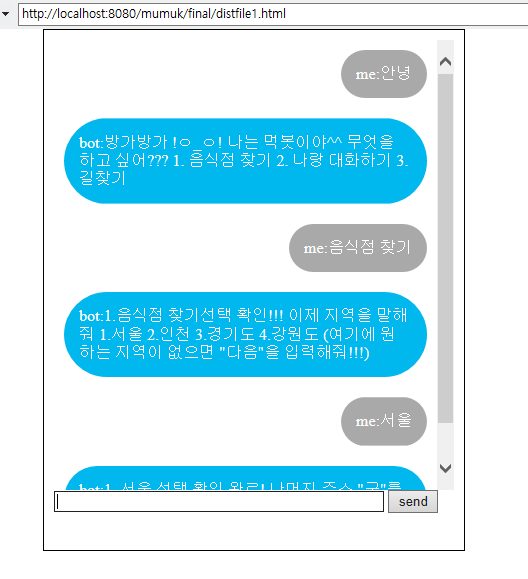 http://localhost:8080/mumuk/final/distfile1.html
me:안녕
bot:방가방가 !ㅇ_ㅇ! 나는 먹봇이야^^ 무엇을
하고 싶어??? 1. 음식점 찾기 2. 나랑 대화하기 3.
길찾기
me:음식점 찾기
bot:1.음식점 찾기선택 확인!!! 이제 지역을 말해
줘 1.서울 2.인천 3.경기도 4.강원도 (여기에 원
하는 지역이 없으면 "다음"을 입력해줘!!!)
me:서울
bot:1. 서울 선택 확인 완료! 나머지 주소 "구"를
send